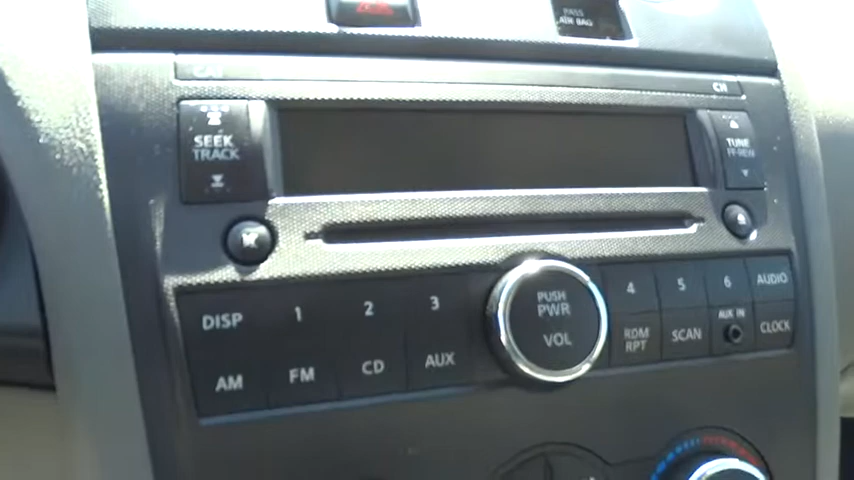 PASS
AIR BAG
SEEK
TRACK
TUNE
FF·REW
DISP
1
2
3
AM
FM
CD
AUX
PUSH
PWR
VOL
4
5
6
AUDIO
RDM
RPT
SCAN
AUX IN
CLOCK